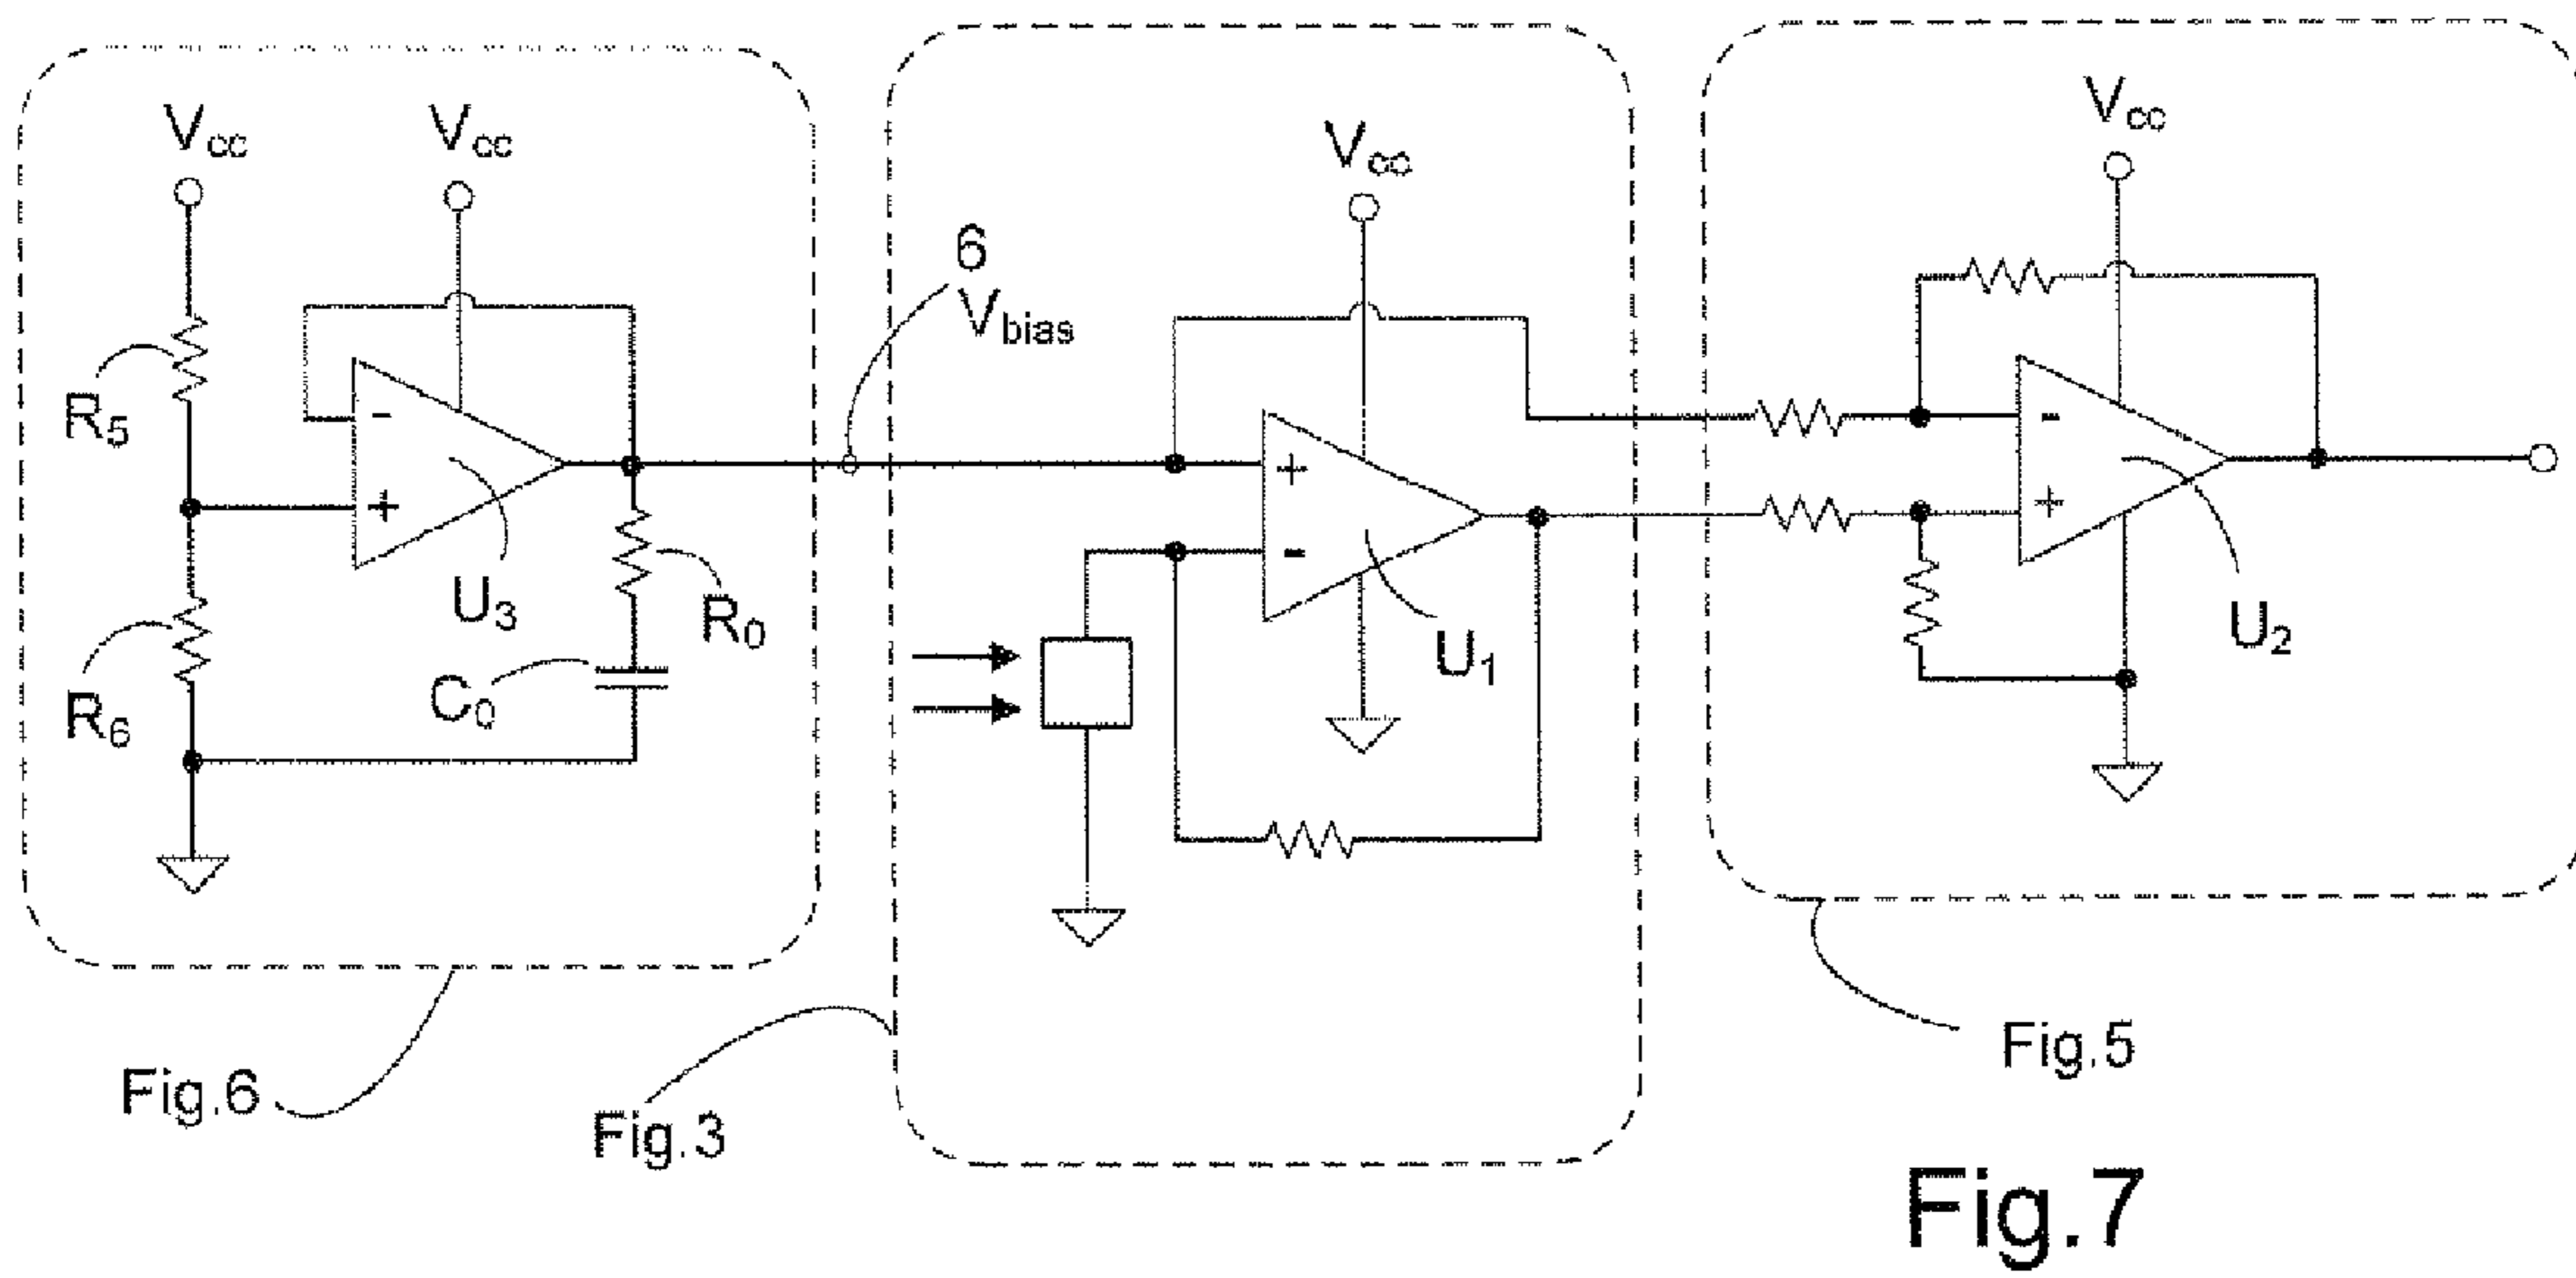 Vcc
Vcc
R5
-
+
U3
R6
C0
R0
6
Vbias
Vcc
+
-
U1
Vcc
-
+
U2
Fig.6
Fig.3
Fig.5
Fig.7